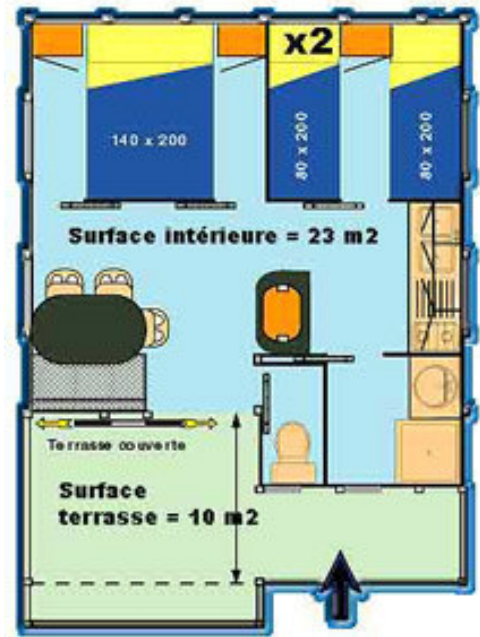 x2
140 x 200
80 x 200
80 x 200
Surface intérieure = 23 m2
Terrasse couverte
Surface
terrasse = 10 m2